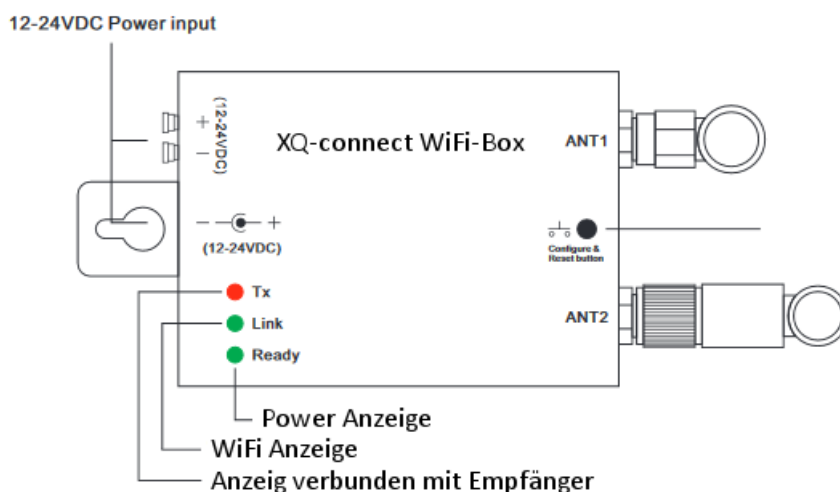 12-24VDC Power input
+ (12-24VDC)
−
XQ-connect WiFi-Box
ANT1
− +
(12-24VDC)
Configure &
Reset button
Tx
Link
ANT2
Ready
Power Anzeige
WiFi Anzeige
Anzeig verbunden mit Empfänger